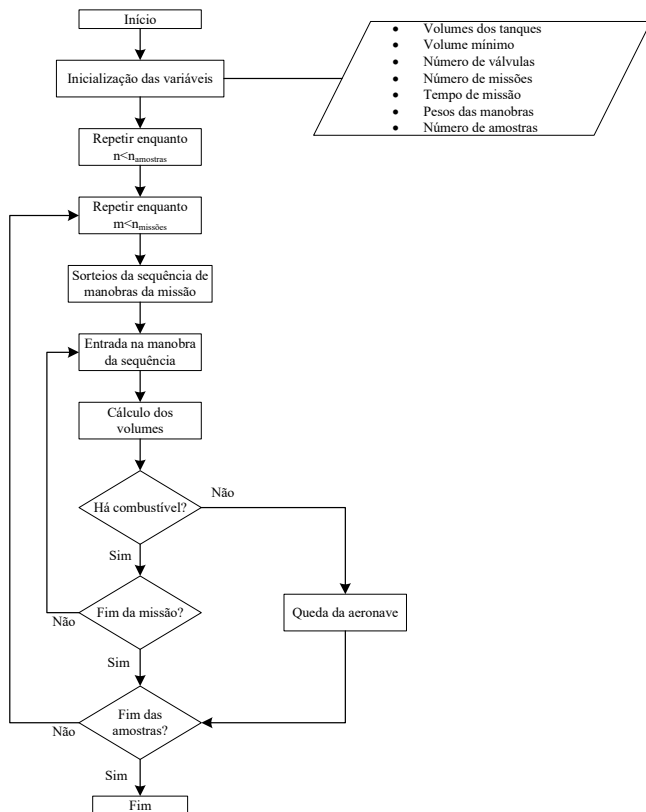 Início
Inicialização das variáveis
• Volumes dos tanques
• Volume mínimo
• Número de válvulas
• Número de missões
• Tempo de missão
• Pesos das manobras
• Número de amostras
Repetir enquanto
n<n_amostras
Repetir enquanto
m<n_missões
Sorteios da sequência de
manobras da missão
Entrada na manobra
da sequência
Cálculo dos
volumes
Há combustível?
Não
Sim
Fim da missão?
Não
Queda da aeronave
Sim
Fim das
amostras?
Não
Sim
Fim